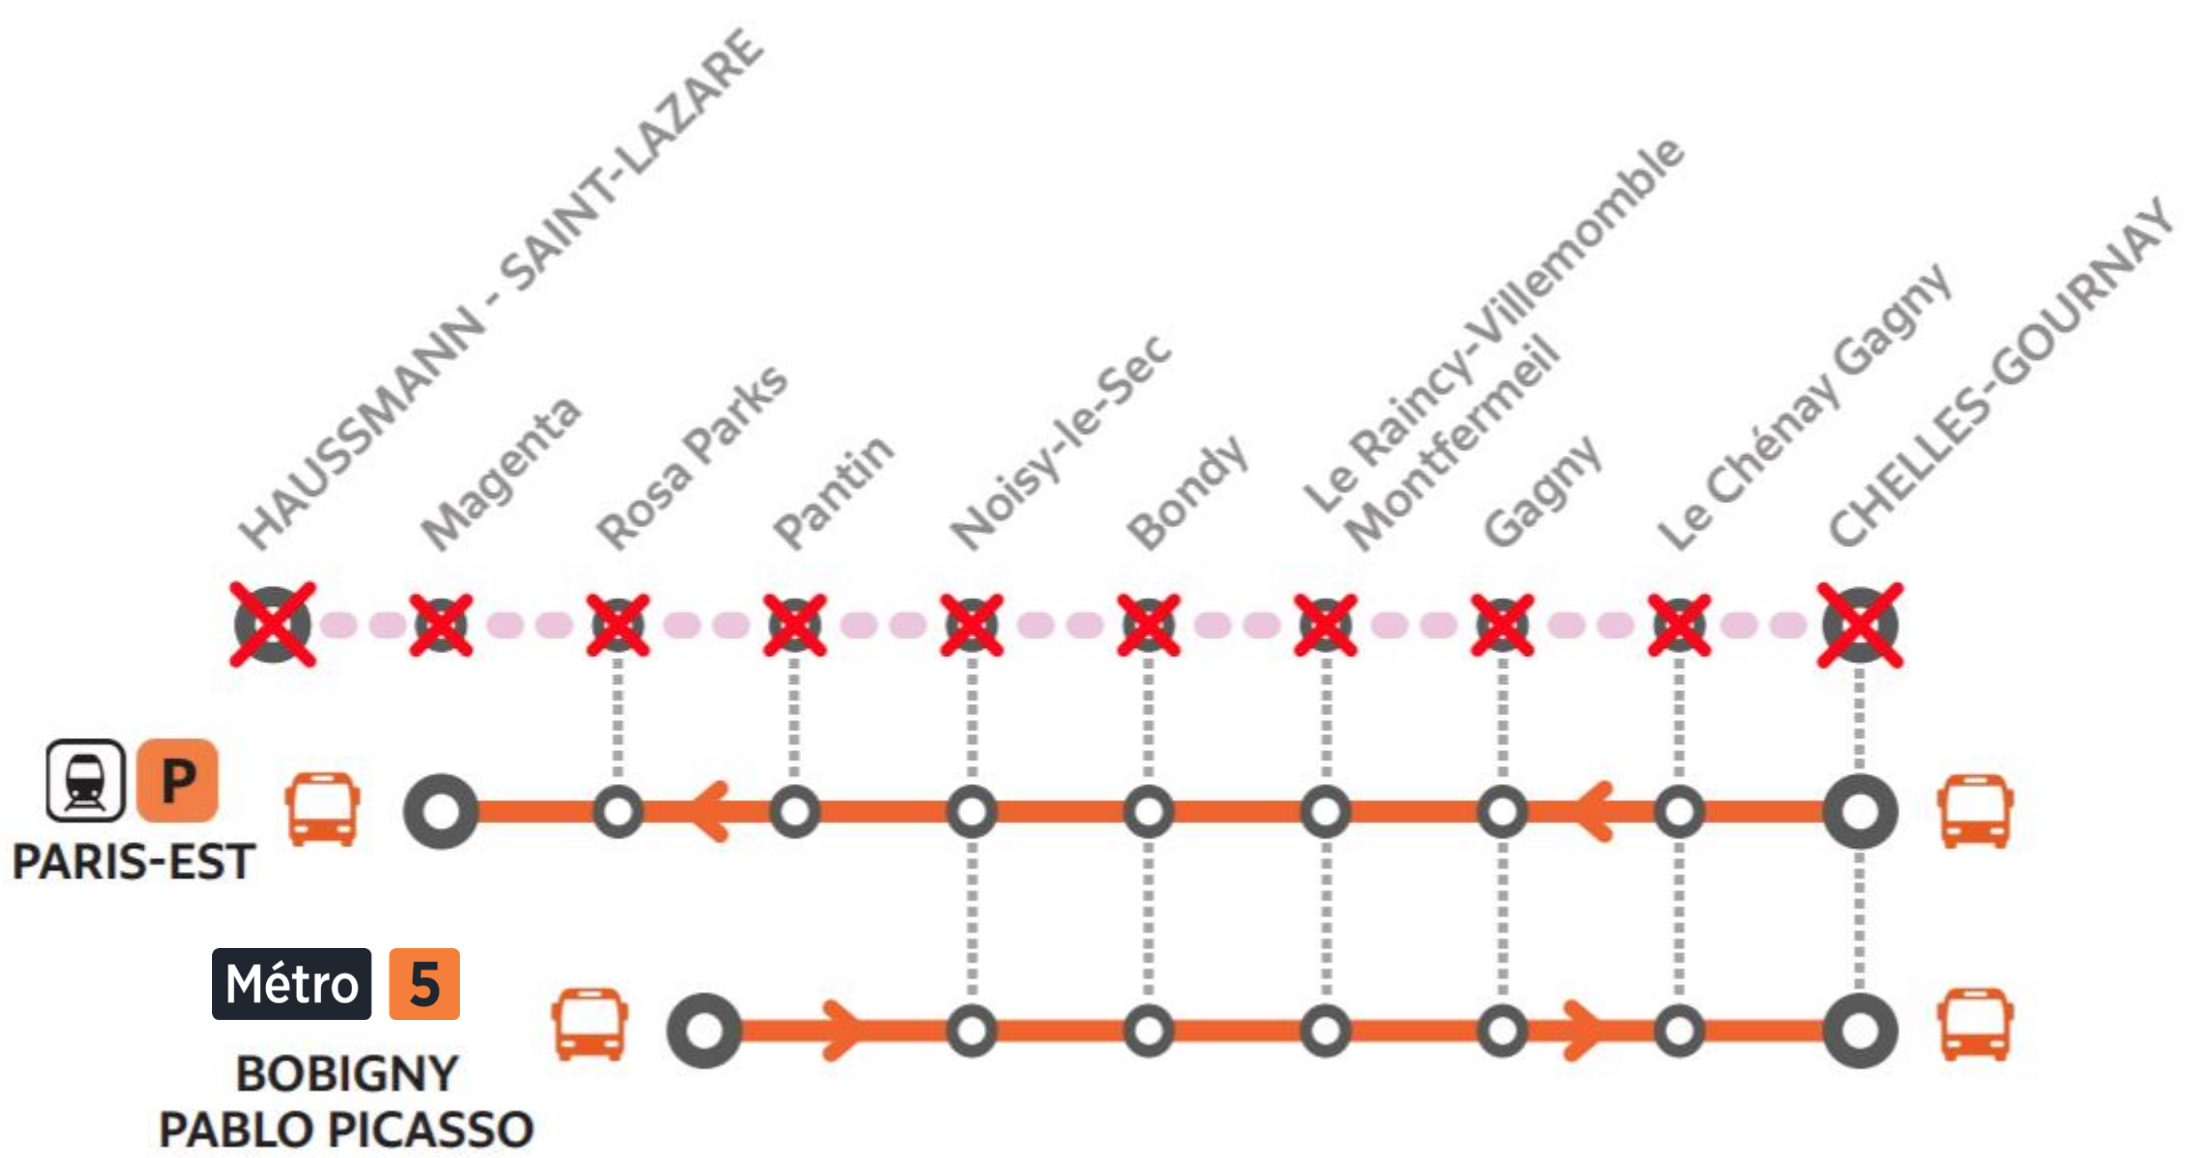 HAUSSMANN - SAINT-LAZARE
Magenta
Rosa Parks
Pantin
Noisy-le-Sec
Bondy
Le Raincy-Villemomble
Montfermeil
Gagny
Le Chénay Gagny
CHELLES-GOURNAY
P
PARIS-EST
Métro 5
BOBIGNY
PABLO PICASSO